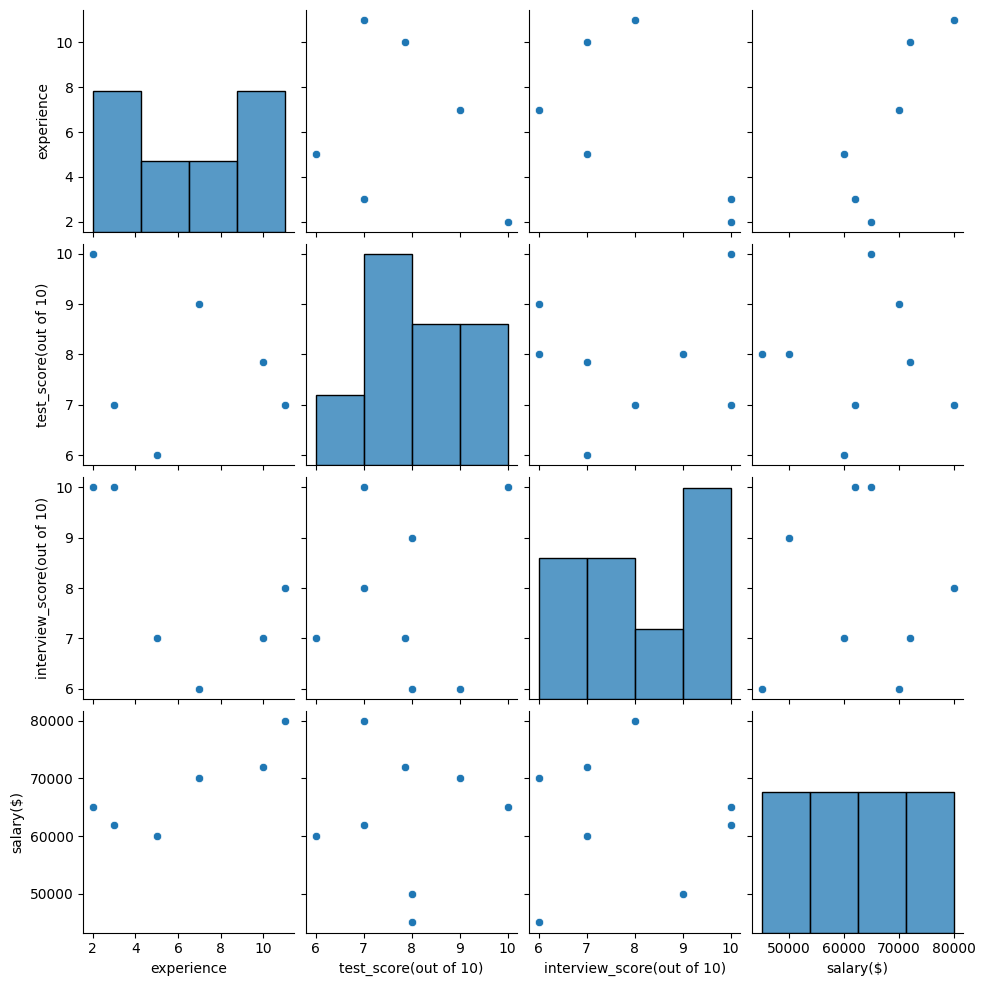 experience
10
8
6
4
2
test_score(out of 10)
10
9
8
7
6
interview_score(out of 10)
10
9
8
7
6
salary($)
80000
70000
60000
50000
2 4 6 8 10
experience
6 7 8 9 10
test_score(out of 10)
6 7 8 9 10
interview_score(out of 10)
50000 60000 70000 80000
salary($)